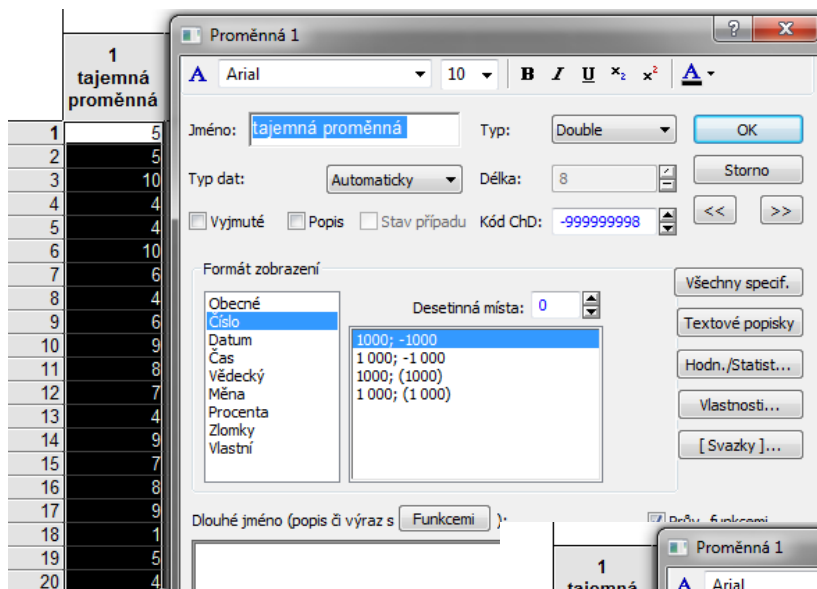 1
tajemná
proměnná
1 5
2 5
3 10
4 4
5 4
6 10
7 6
8 4
9 6
10 9
11 8
12 7
13 4
14 9
15 7
16 8
17 9
18 1
19 5
20 4
Proměnná 1
? x
A Arial 10 B I U x₂ x² A
Jméno: tajemná proměnná Typ: Double OK
Typ dat: Automaticky Délka: 8 Storno
Vyjmuté Popis Stav případu Kód ChD: -999999998 << >>
Formát zobrazení
Všechny specif.
Obecné
Číslo
Datum
Čas
Vědecký
Měna
Procenta
Zlomky
Vlastní
Desetinná místa: 0
1000; -1000
1 000; -1 000
1000; (1000)
1 000; (1 000)
Textové popisky
Hodn./Statist...
Vlastnosti...
[ Svazky ]...
Dlouhé jméno (popis či výraz s Funkcemi ):
Proměnná 1
1
A Arial